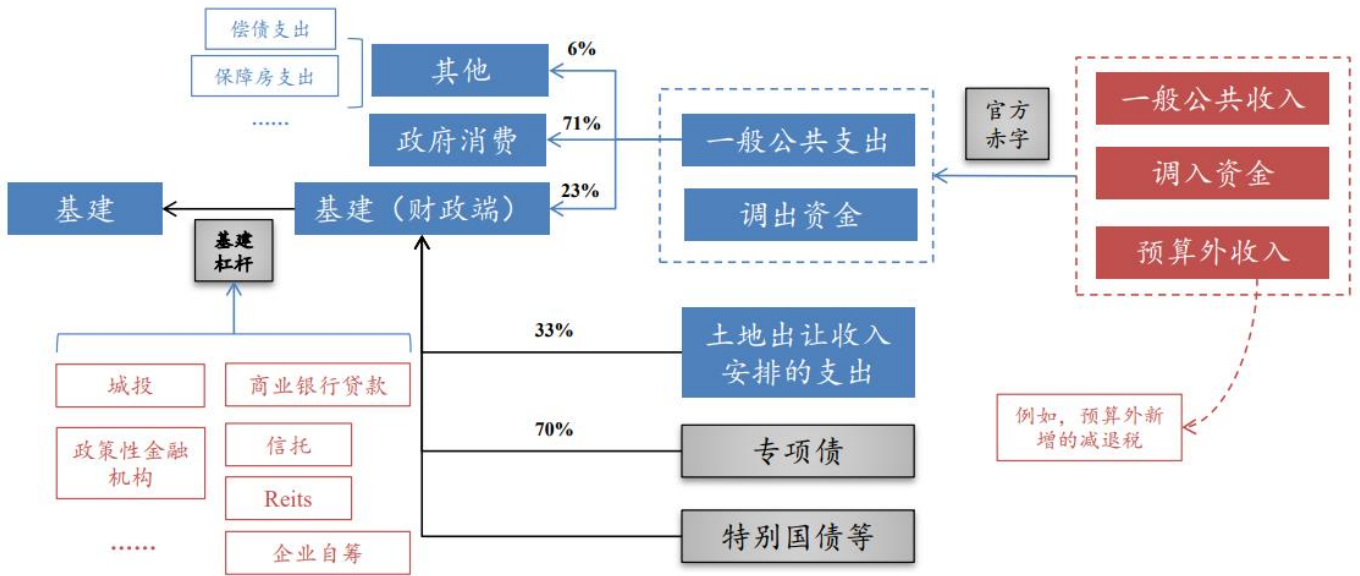 偿债支出
保障房支出
……
其他
政府消费
基建（财政端）
基建
基建
杠杆
6%
71%
23%
一般公共支出
调出资金
官方
赤字
一般公共收入
调入资金
预算外收入
33%
土地出让收入
安排的支出
70%
专项债
特别国债等
例如，预算外新
增的减退税
城投
商业银行贷款
政策性金融
机构
信托
Reits
企业自筹
……